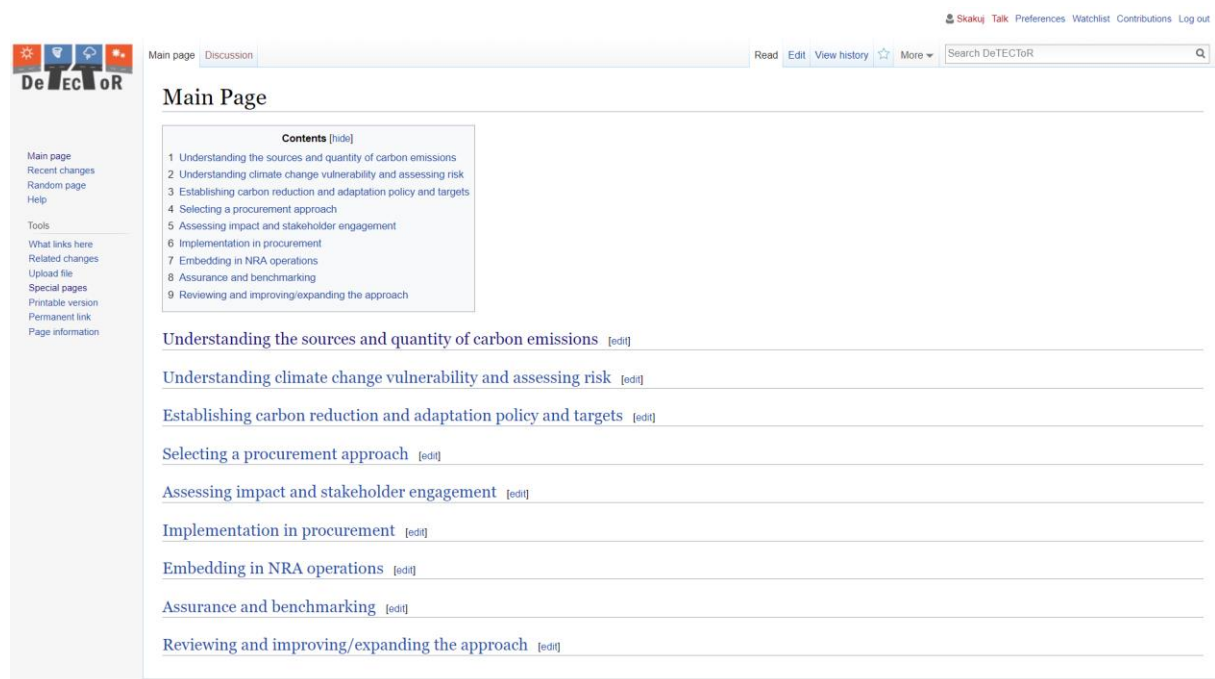 Skakuj Talk Preferences Watchlist Contributions Log out
DeTECToR
Main page Discussion
Read Edit View history More Search DeTECToR
Main Page
Contents [hide]
1 Understanding the sources and quantity of carbon emissions
2 Understanding climate change vulnerability and assessing risk
3 Establishing carbon reduction and adaptation policy and targets
4 Selecting a procurement approach
5 Assessing impact and stakeholder engagement
6 Implementation in procurement
7 Embedding in NRA operations
8 Assurance and benchmarking
9 Reviewing and improving/expanding the approach
Main page
Recent changes
Random page
Help
Tools
What links here
Related changes
Upload file
Special pages
Printable version
Permanent link
Page information
Understanding the sources and quantity of carbon emissions [edit]
Understanding climate change vulnerability and assessing risk [edit]
Establishing carbon reduction and adaptation policy and targets [edit]
Selecting a procurement approach [edit]
Assessing impact and stakeholder engagement [edit]
Implementation in procurement [edit]
Embedding in NRA operations [edit]
Assurance and benchmarking [edit]
Reviewing and improving/expanding the approach [edit]